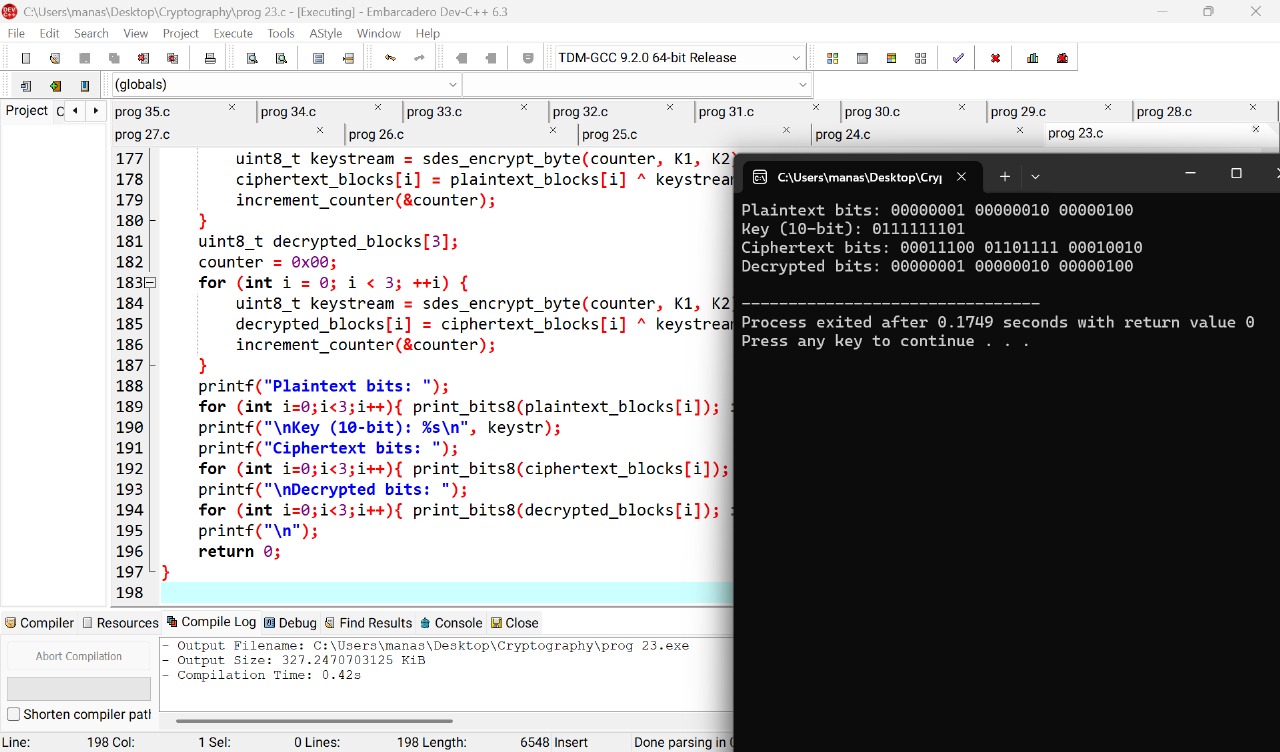 C:\Users\manas\Desktop\Cryptography\prog 23.c - [Executing] - Embarcadero Dev-C++ 6.3
File Edit Search View Project Execute Tools AStyle Window Help
TDM-GCC 9.2.0 64-bit Release
(globals)
Project C
prog 35.c prog 34.c prog 33.c prog 32.c prog 31.c prog 30.c prog 29.c prog 28.c
prog 27.c prog 26.c prog 25.c prog 24.c prog 23.c
177 uint8_t keystream = sdes_encrypt_byte(counter, K1, K2)
178 ciphertext_blocks[i] = plaintext_blocks[i] ^ keystrea
179 increment_counter(&counter);
180 }
181 uint8_t decrypted_blocks[3];
182 counter = 0x00;
183 for (int i = 0; i < 3; ++i) {
184 uint8_t keystream = sdes_encrypt_byte(counter, K1, K2
185 decrypted_blocks[i] = ciphertext_blocks[i] ^ keystrea
186 increment_counter(&counter);
187 }
188 printf("Plaintext bits: ");
189 for (int i=0;i<3;i++){ print_bits8(plaintext_blocks[i]);
190 printf("\nKey (10-bit): %s\n", keystr);
191 printf("Ciphertext bits: ");
192 for (int i=0;i<3;i++){ print_bits8(ciphertext_blocks[i]);
193 printf("\nDecrypted bits: ");
194 for (int i=0;i<3;i++){ print_bits8(decrypted_blocks[i]);
195 printf("\n");
196 return 0;
197 }
198
C:\Users\manas\Desktop\Cryp
Plaintext bits: 00000001 00000010 00000100
Key (10-bit): 0111111101
Ciphertext bits: 00011100 01101111 00010010
Decrypted bits: 00000001 00000010 00000100
--------------------------------
Process exited after 0.1749 seconds with return value 0
Press any key to continue . . .
Compiler Resources Compile Log Debug Find Results Console Close
Abort Compilation
Shorten compiler path
- Output Filename: C:\Users\manas\Desktop\Cryptography\prog 23.exe
- Output Size: 327.2470703125 KiB
- Compilation Time: 0.42s
Line: 198 Col: 1 Sel: 0 Lines: 198 Length: 6548 Insert Done parsing in